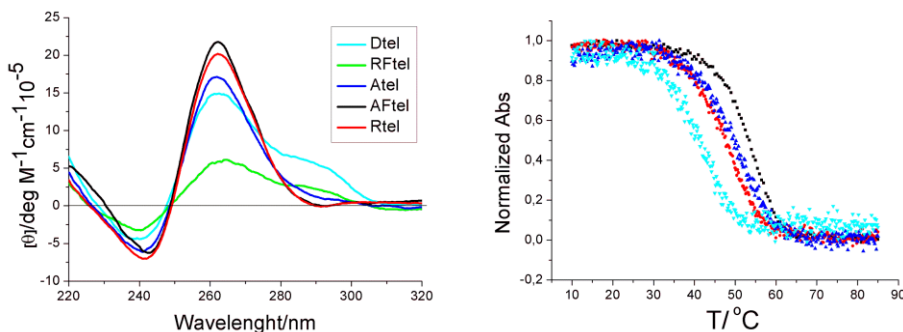 25
20
15
10
5
0
-5
-10
220 240 260 280 300 320
[θ]/deg M⁻¹cm⁻¹10⁻⁵
Wavelenght/nm
Dtel
RFtel
Atel
AFtel
Rtel
1,0
0,8
0,6
0,4
0,2
0,0
-0,2
0 10 20 30 40 50 60 70 80 90
Normalized Abs
T/°C